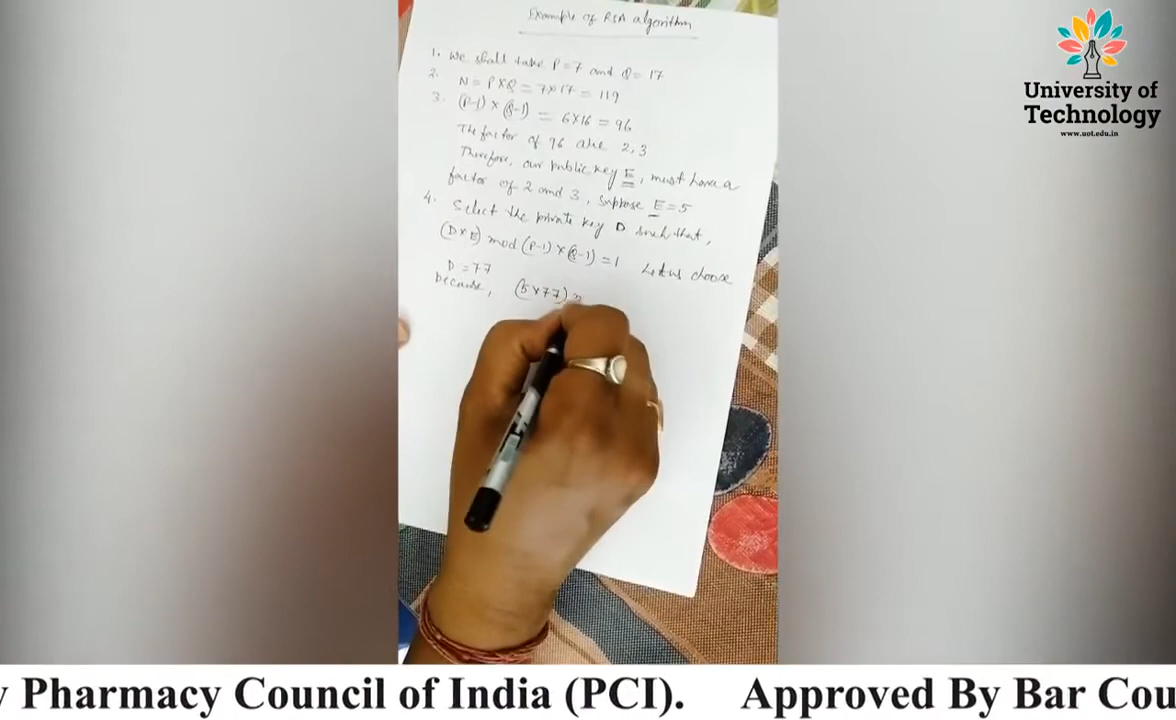 Example of RSA algorithm
1. We shall take P = 7 and Q = 17
2. N = P X Q = 7 X 17 = 119
3. (P-1) X (Q-1) = 6 X 16 = 96
The factor of 96 are 2, 3
Therefore, our public key E, must have a
factor of 2 and 3, Suppose E = 5
4. Select the private key D such that,
(D X E) mod (P-1) X (Q-1) = 1 Let us choose
D = 77
because, (5 X 77)
University of
Technology
www.uot.edu.in
y Pharmacy Council of India (PCI). Approved By Bar Cou